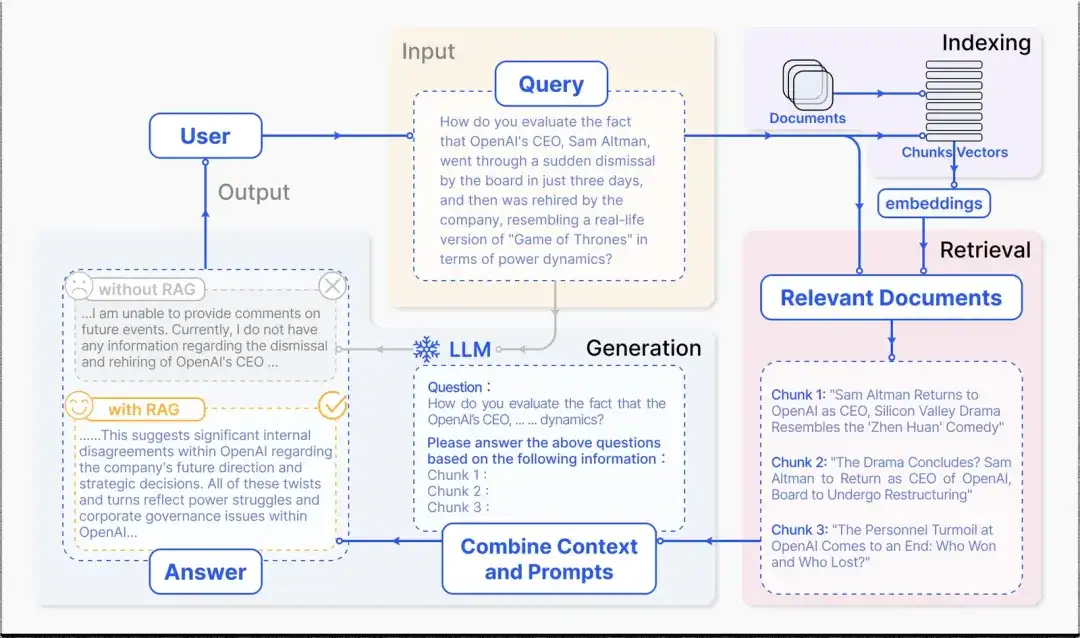 Input
Query
How do you evaluate the fact
that OpenAI's CEO, Sam Altman,
went through a sudden dismissal
by the board in just three days,
and then was rehired by the
company, resembling a real-life
version of "Game of Thrones" in
terms of power dynamics?
Indexing
Documents
Chunks Vectors
embeddings
User
Output
Retrieval
Relevant Documents
Chunk 1: "Sam Altman Returns to
OpenAI as CEO, Silicon Valley Drama
Resembles the 'Zhen Huan' Comedy"
Chunk 2: "The Drama Concludes? Sam
Altman to Return as CEO of OpenAI,
Board to Undergo Restructuring"
Chunk 3: "The Personnel Turmoil at
OpenAI Comes to an End: Who Won
and Who Lost?"
LLM
Generation
Question :
How do you evaluate the fact that the
OpenAI's CEO, ... ... dynamics?
Please answer the above questions
based on the following information :
Chunk 1 :
Chunk 2 :
Chunk 3 :
Combine Context
and Prompts
without RAG
...I am unable to provide comments on
future events. Currently, I do not have
any information regarding the dismissal
and rehiring of OpenAI's CEO ...
with RAG
......This suggests significant internal
disagreements within OpenAI regarding
the company's future direction and
strategic decisions. All of these twists
and turns reflect power struggles and
corporate governance issues within
OpenAI...
Answer